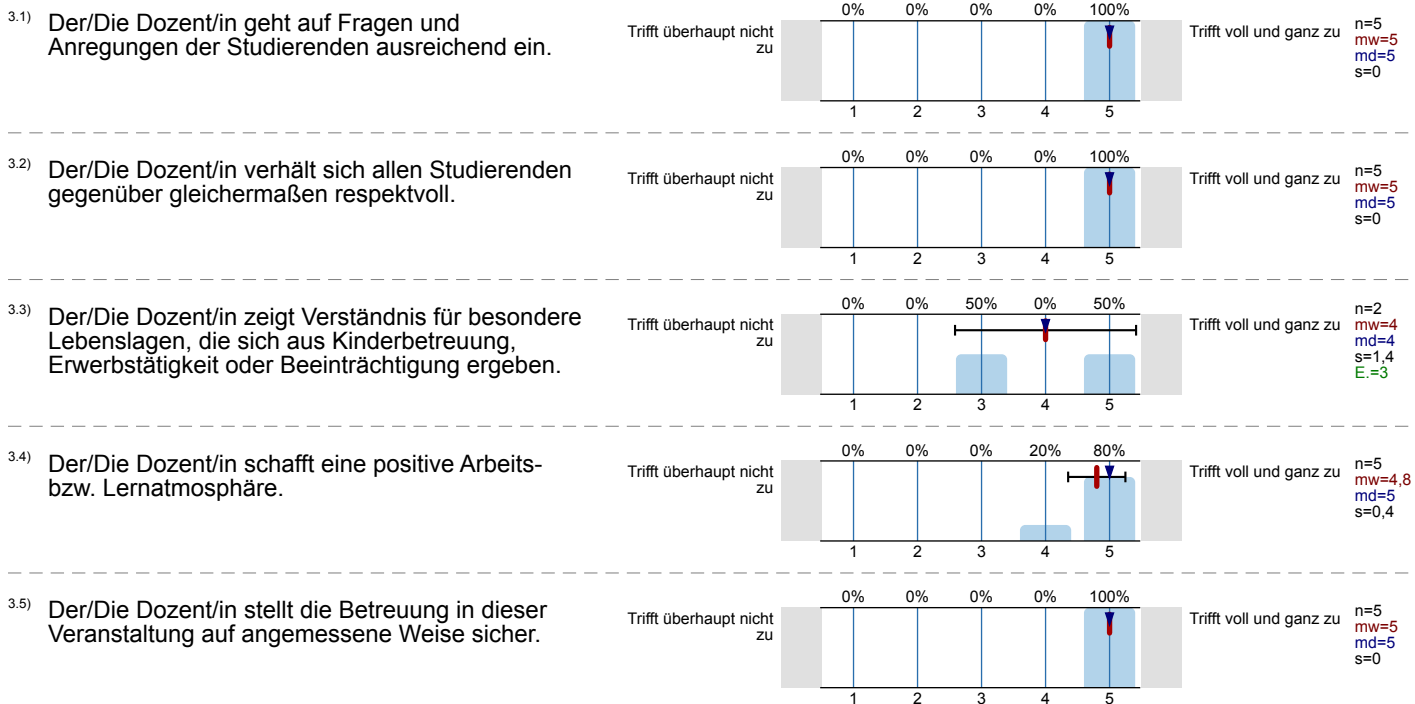 3.1) Der/Die Dozent/in geht auf Fragen und
Anregungen der Studierenden ausreichend ein.
Trifft überhaupt nicht
zu
0% 0% 0% 0% 100%
1 2 3 4 5
Trifft voll und ganz zu
n=5
mw=5
md=5
s=0
3.2) Der/Die Dozent/in verhält sich allen Studierenden
gegenüber gleichermaßen respektvoll.
Trifft überhaupt nicht
zu
0% 0% 0% 0% 100%
1 2 3 4 5
Trifft voll und ganz zu
n=5
mw=5
md=5
s=0
3.3) Der/Die Dozent/in zeigt Verständnis für besondere
Lebenslagen, die sich aus Kinderbetreuung,
Erwerbstätigkeit oder Beeinträchtigung ergeben.
Trifft überhaupt nicht
zu
0% 0% 50% 0% 50%
1 2 3 4 5
Trifft voll und ganz zu
n=2
mw=4
md=4
s=1,4
E.=3
3.4) Der/Die Dozent/in schafft eine positive Arbeits-
bzw. Lernatmosphäre.
Trifft überhaupt nicht
zu
0% 0% 0% 20% 80%
1 2 3 4 5
Trifft voll und ganz zu
n=5
mw=4,8
md=5
s=0,4
3.5) Der/Die Dozent/in stellt die Betreuung in dieser
Veranstaltung auf angemessene Weise sicher.
Trifft überhaupt nicht
zu
0% 0% 0% 0% 100%
1 2 3 4 5
Trifft voll und ganz zu
n=5
mw=5
md=5
s=0